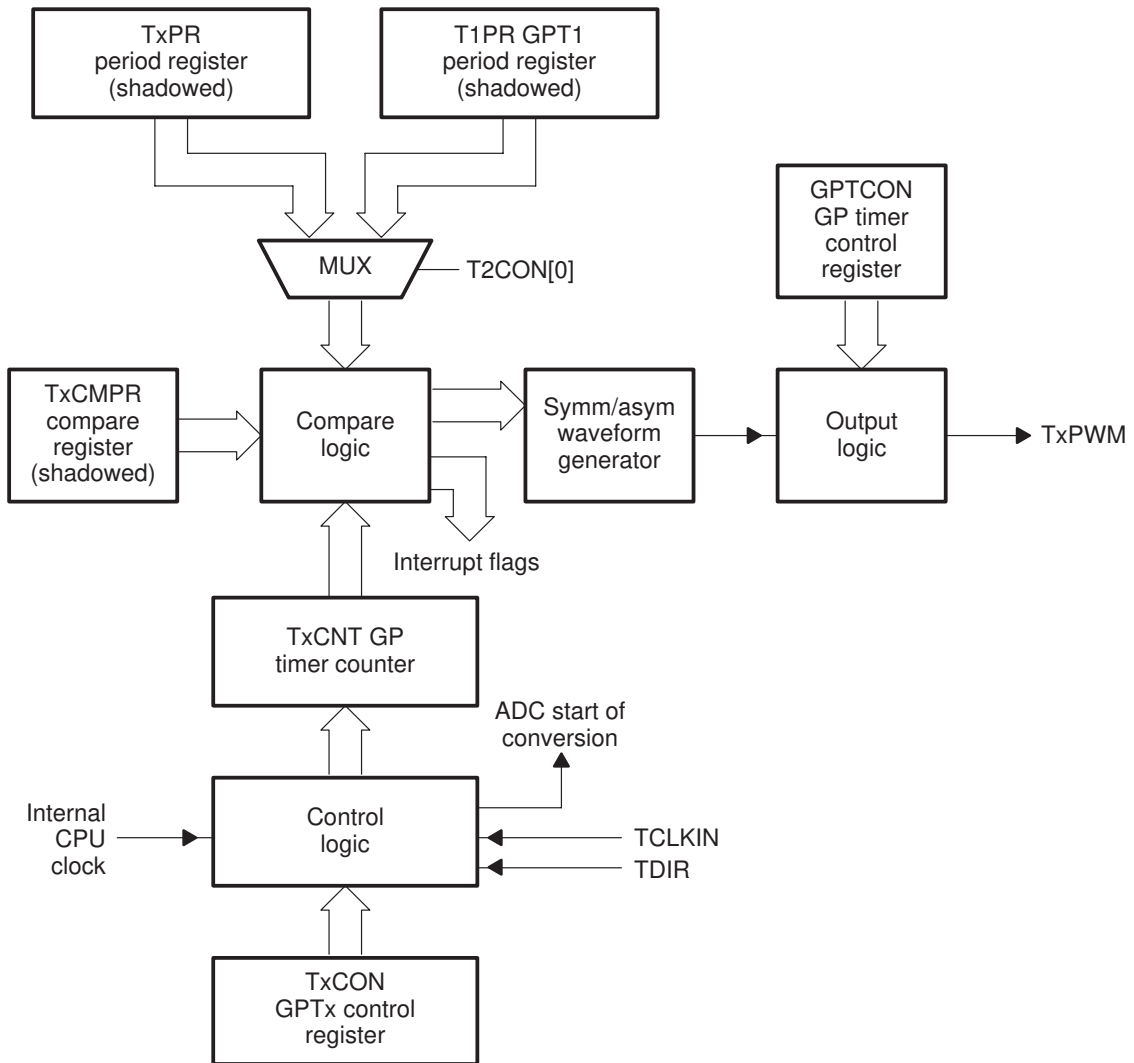 TxPR
period register
(shadowed)
T1PR GPT1
period register
(shadowed)
GPTCON
GP timer
control
register
MUX
T2CON[0]
TxCMPR
compare
register
(shadowed)
Compare
logic
Symm/asym
waveform
generator
Output
logic
TxPWM
Interrupt flags
TxCNT GP
timer counter
ADC start of
conversion
Internal
CPU
clock
Control
logic
TCLKIN
TDIR
TxCON
GPTx control
register